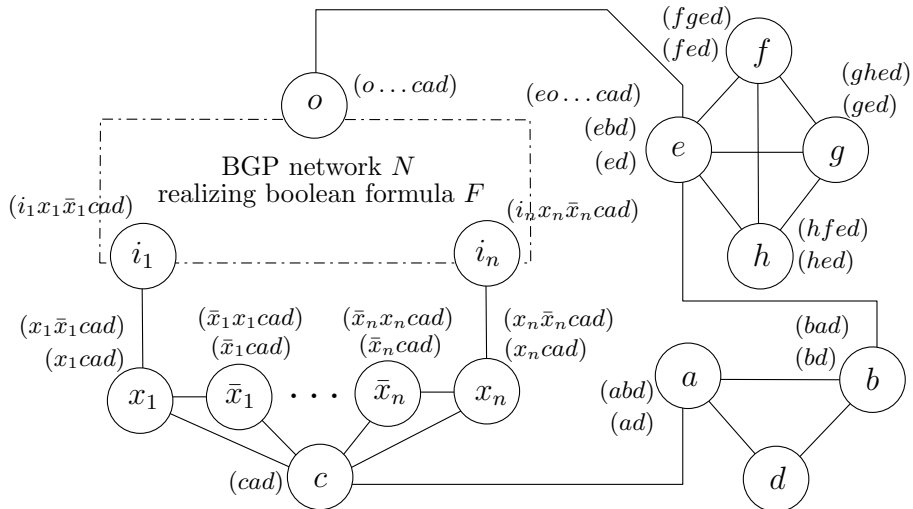 (fged)
(fed)
f
(o . . . cad)
o
(eo . . . cad)
(ebd)
(ed)
e
(ghed)
(ged)
g
BGP network N
realizing boolean formula F
(i₁x₁x̄₁cad)
(iₙxₙx̄ₙcad)
i₁
iₙ
h
(hfed)
(hed)
(x₁x̄₁cad)
(x₁cad)
(x̄₁x₁cad)
(x̄₁cad)
(x̄ₙxₙcad)
(x̄ₙcad)
(xₙx̄ₙcad)
(xₙcad)
(bad)
(bd)
x₁
x̄₁
· · ·
x̄ₙ
xₙ
(abd)
(ad)
a
b
(cad)
c
d